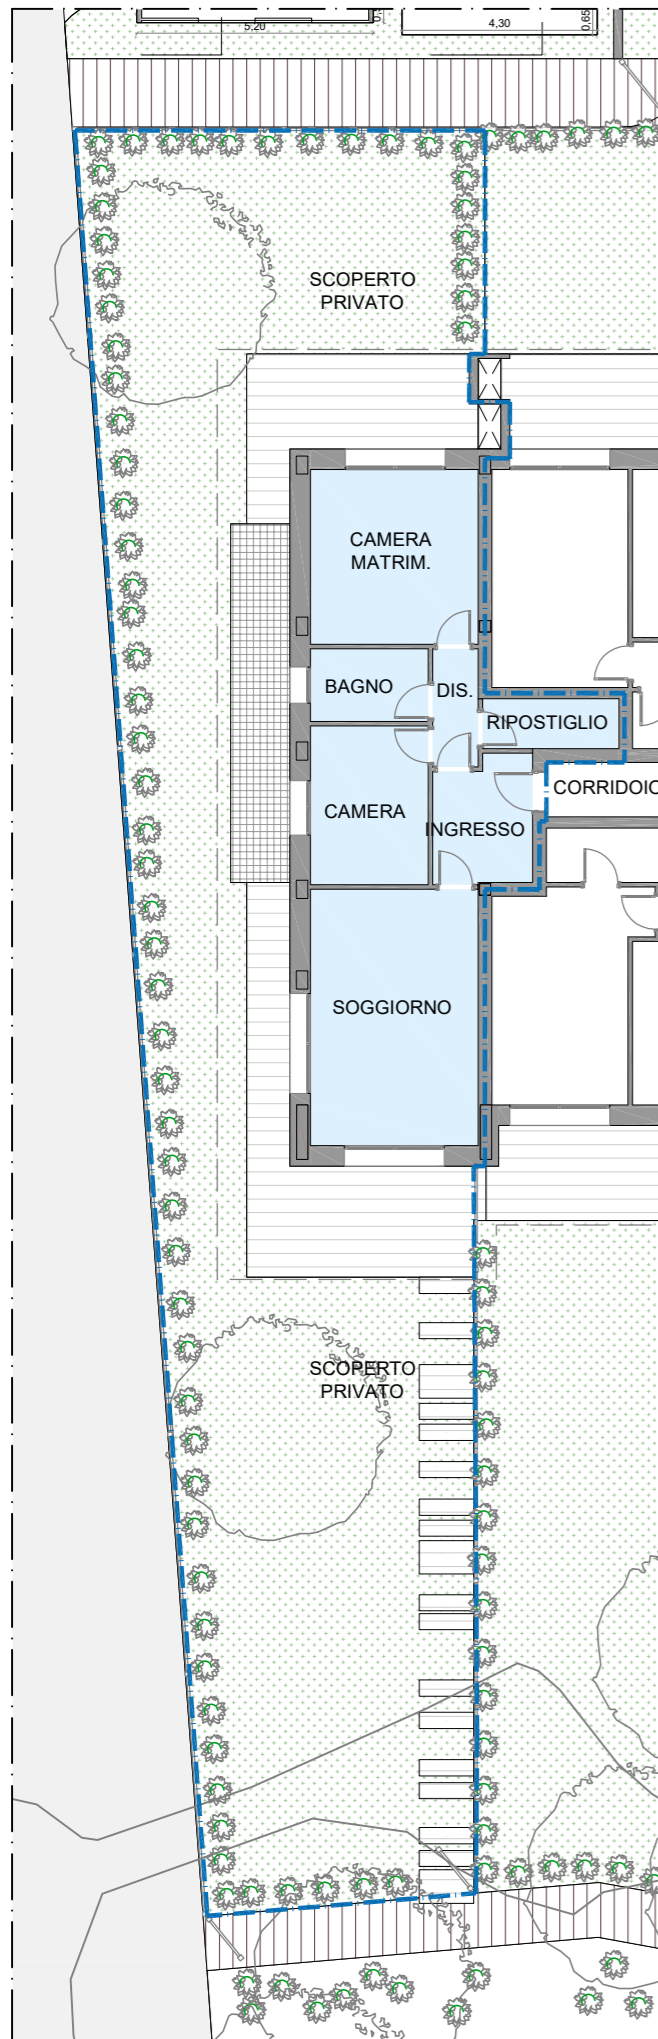 5,20
4,30
0,65
SCOPERTO
PRIVATO
CAMERA
MATRIM.
BAGNO
DIS.
RIPOSTIGLIO
CAMERA
INGRESSO
CORRIDOIO
SOGGIORNO
SCOPERTO
PRIVATO